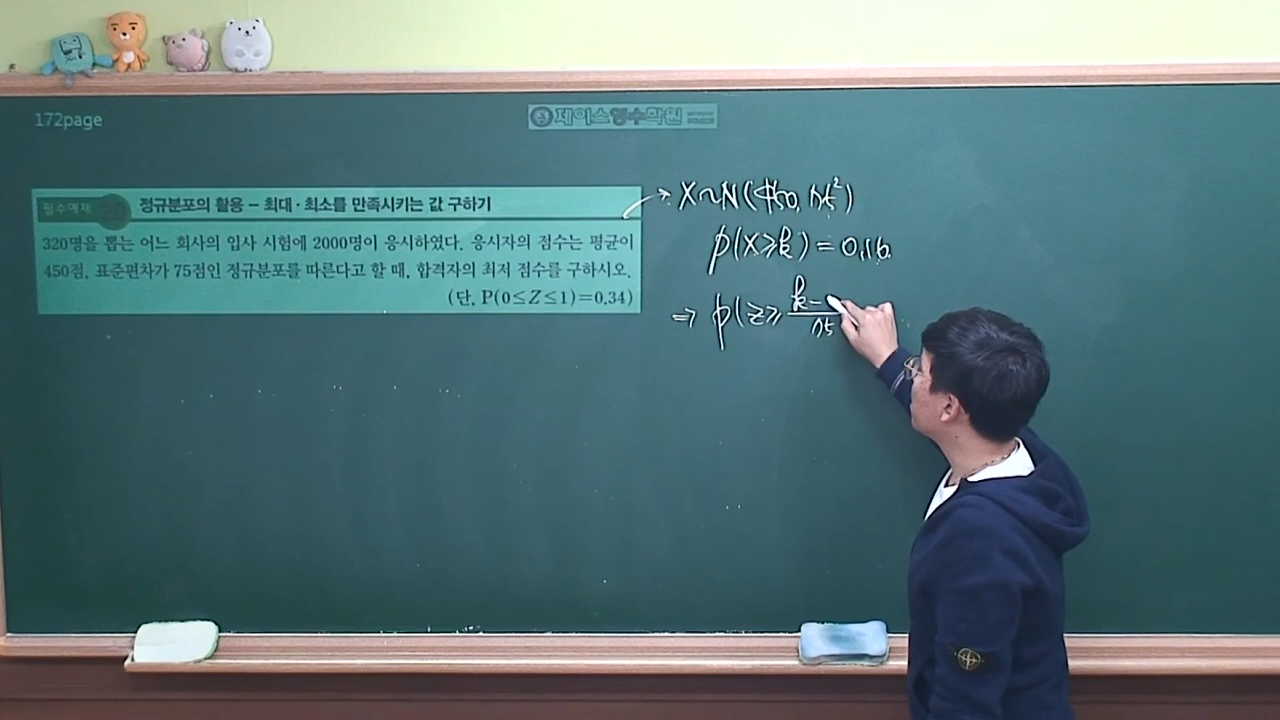 172page
제이스영수학원
필수예제
정규분포의 활용 – 최대·최소를 만족시키는 값 구하기
320명을 뽑는 어느 회사의 입사 시험에 2000명이 응시하였다. 응시자의 점수는 평균이
450점, 표준편차가 75점인 정규분포를 따른다고 할 때, 합격자의 최저 점수를 구하시오.
(단, P(0≤Z≤1)=0.34)
X~N(450, 75²)
P(X≥k)=0.16
⇒ P(Z≥ k-
75